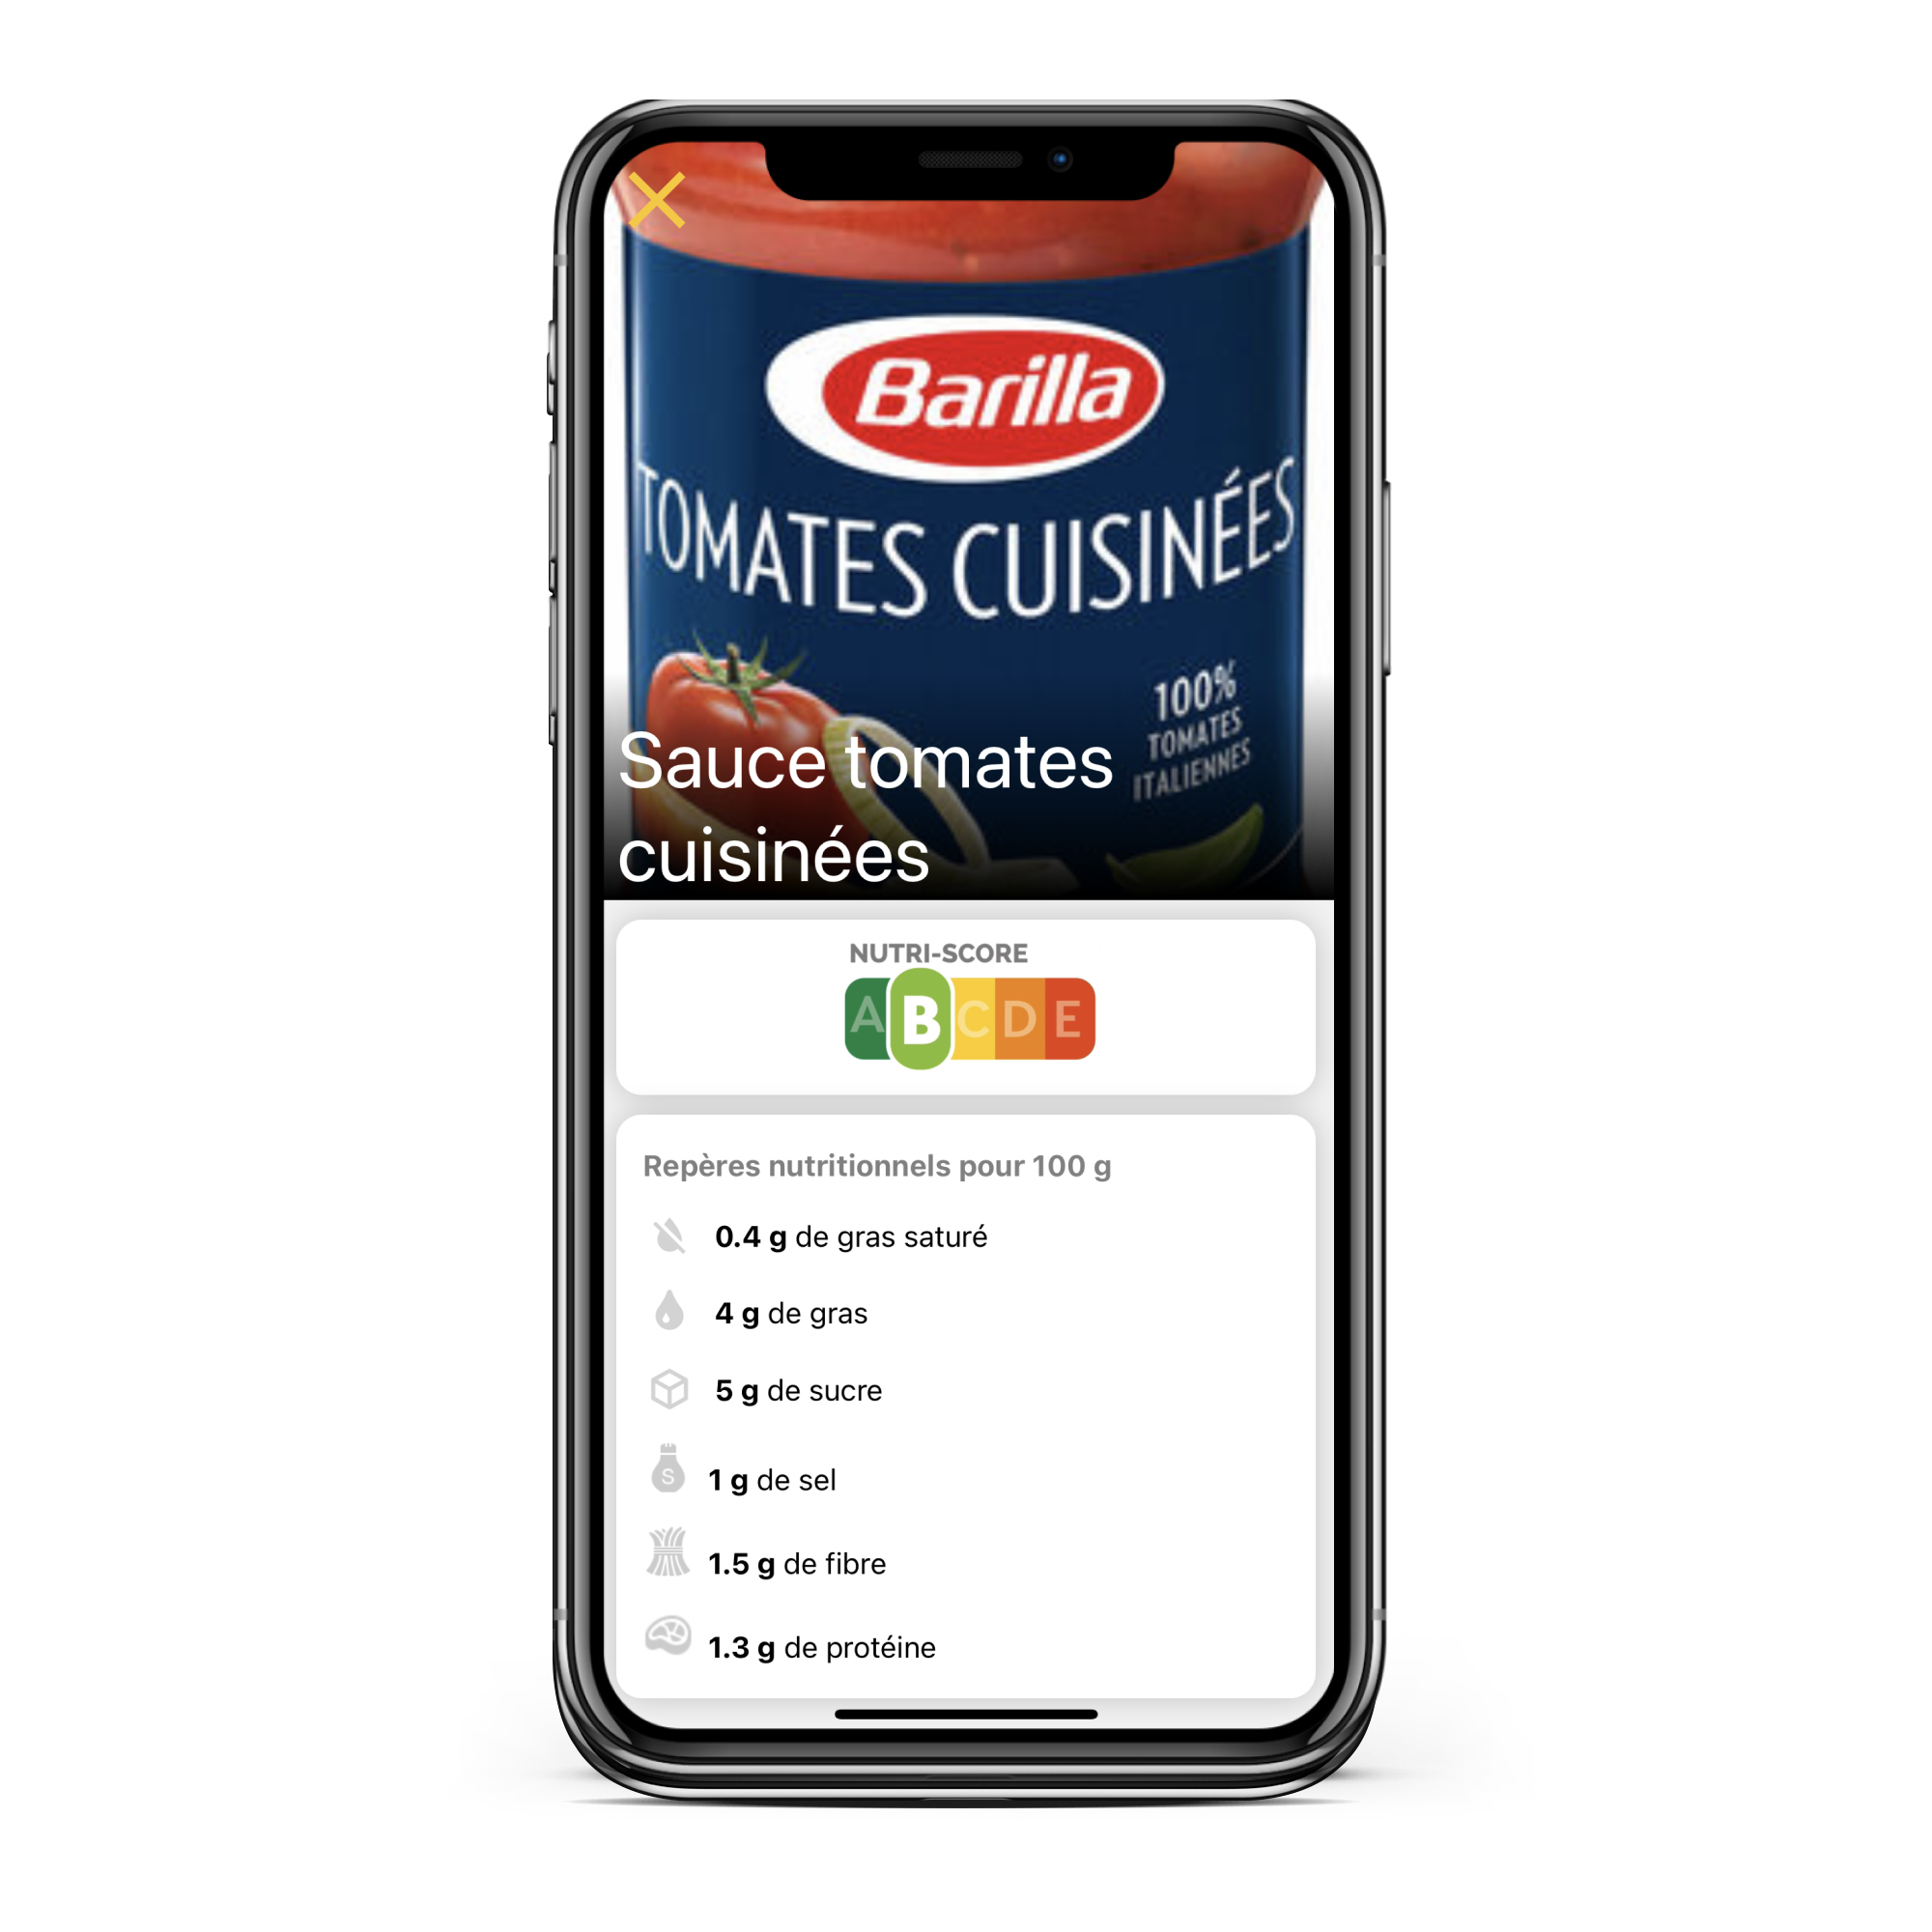 Barilla
TOMATES CUISINÉES
100%
TOMATES
ITALIENNES
Sauce tomates
cuisinées
NUTRI-SCORE
A B C D E
Repères nutritionnels pour 100 g
0.4 g de gras saturé
4 g de gras
5 g de sucre
S
1 g de sel
1.5 g de fibre
1.3 g de protéine